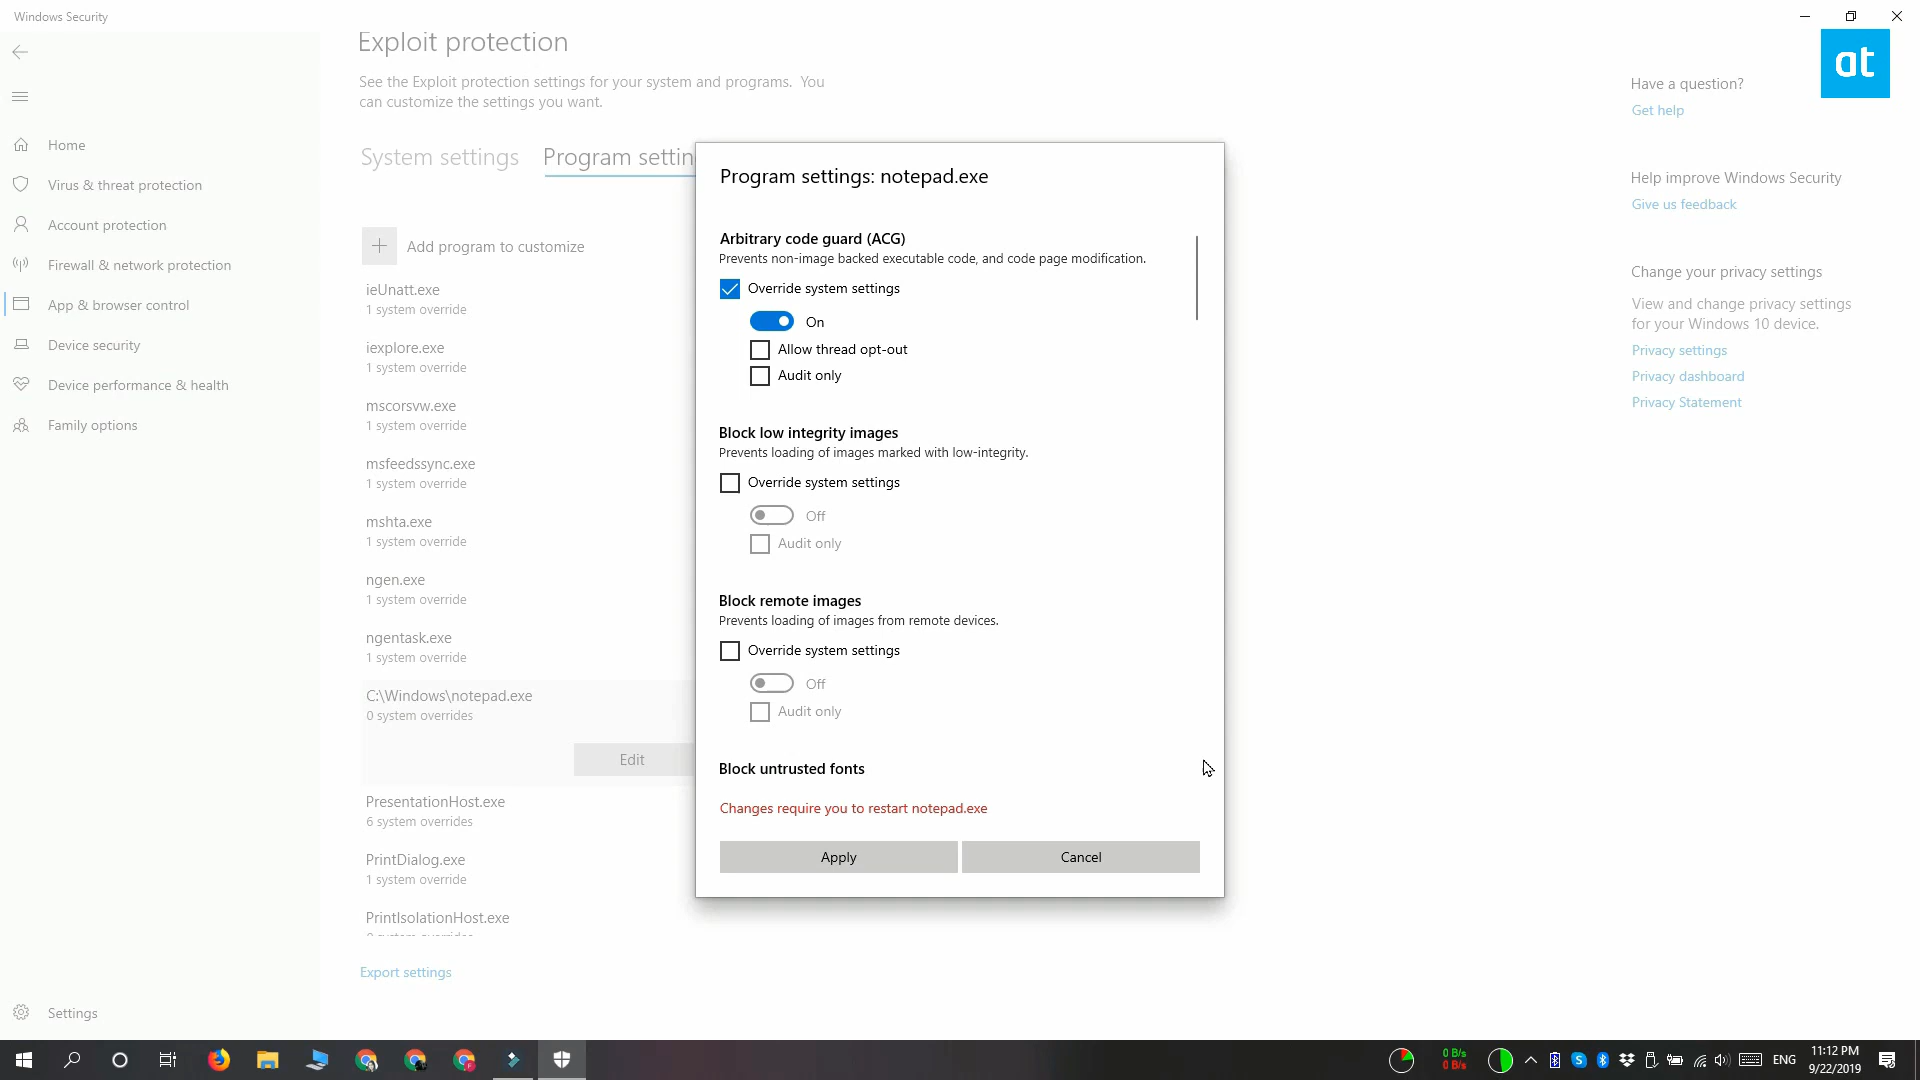 Windows Security
at
Exploit protection
See the Exploit protection settings for your system and programs.  You
can customize the settings you want.
System settings
Program settin
Add program to customize
ieUnatt.exe
1 system override
iexplore.exe
1 system override
mscorsvw.exe
1 system override
msfeedssync.exe
1 system override
mshta.exe
1 system override
ngen.exe
1 system override
ngentask.exe
1 system override
C:\Windows\notepad.exe
0 system overrides
Edit
PresentationHost.exe
6 system overrides
PrintDialog.exe
1 system override
PrintIsolationHost.exe
Export settings
Home
Virus & threat protection
Account protection
Firewall & network protection
App & browser control
Device security
Device performance & health
Family options
Settings
Program settings: notepad.exe
Arbitrary code guard (ACG)
Prevents non-image backed executable code, and code page modification.
Override system settings
On
Allow thread opt-out
Audit only
Block low integrity images
Prevents loading of images marked with low-integrity.
Override system settings
Off
Audit only
Block remote images
Prevents loading of images from remote devices.
Override system settings
Off
Audit only
Block untrusted fonts
Changes require you to restart notepad.exe
Apply
Cancel
Have a question?
Get help
Help improve Windows Security
Give us feedback
Change your privacy settings
View and change privacy settings
for your Windows 10 device.
Privacy settings
Privacy dashboard
Privacy Statement
0 B/s
0 B/s
ENG
11:12 PM
9/22/2019